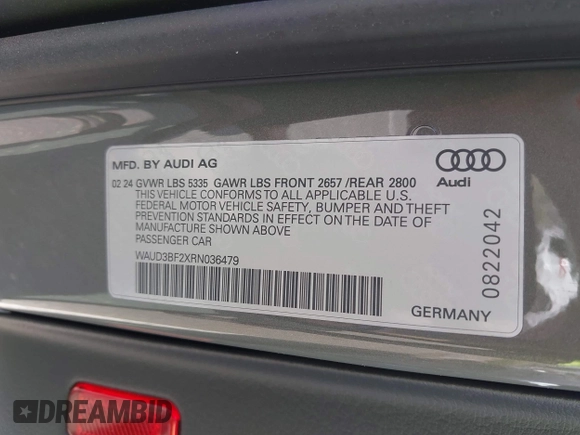 MFD. BY AUDI AG
02 24 GVWR LBS 5335 GAWR LBS FRONT 2657 /REAR 2800
THIS VEHICLE CONFORMS TO ALL APPLICABLE U.S.
FEDERAL MOTOR VEHICLE SAFETY, BUMPER AND THEFT
PREVENTION STANDARDS IN EFFECT ON THE DATE OF
MANUFACTURE SHOWN ABOVE
PASSENGER CAR
WAUD3BF2XRN036479
Audi
0822042
GERMANY
DREAMBID